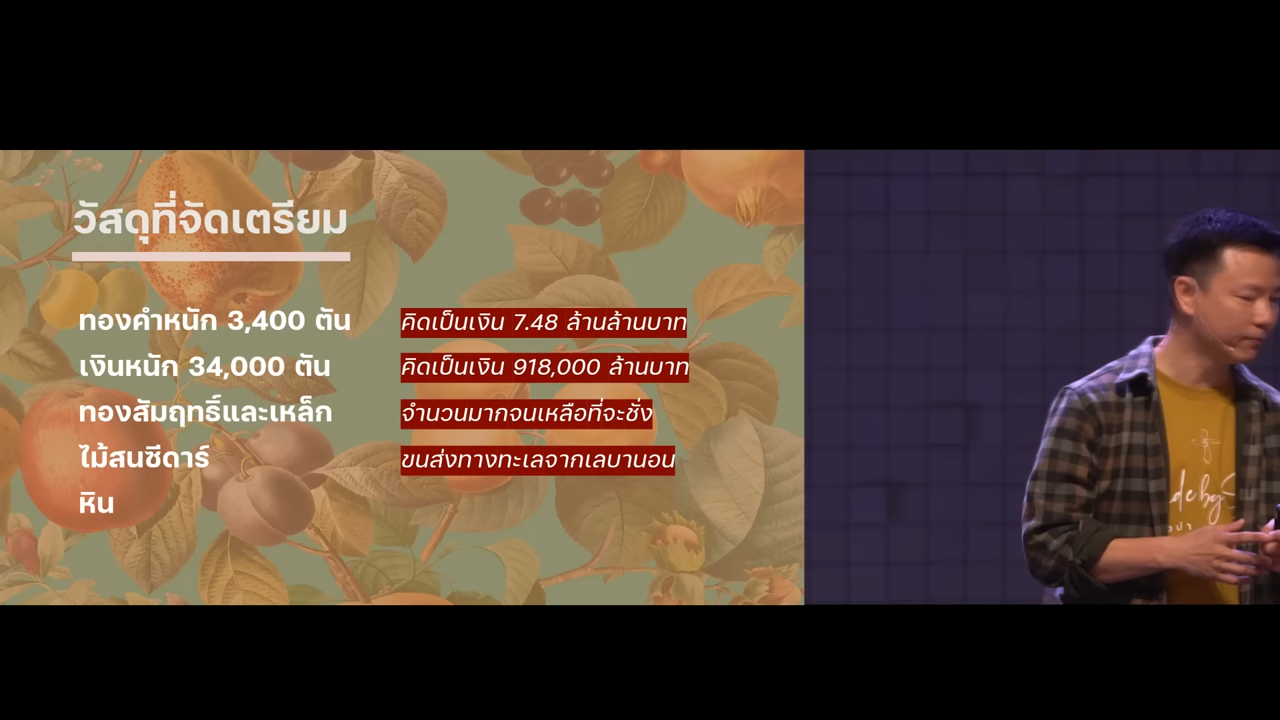 วัสดุที่จัดเตรียม
ทองคำหนัก 3,400 ตัน
คิดเป็นเงิน 7.48 ล้านล้านบาท
เงินหนัก 34,000 ตัน
คิดเป็นเงิน 918,000 ล้านบาท
ทองสัมฤทธิ์และเหล็ก
จำนวนมากจนเหลือที่จะชั่ง
ไม้สนซีดาร์
ขนส่งทางทะเลจากเลบานอน
หิน